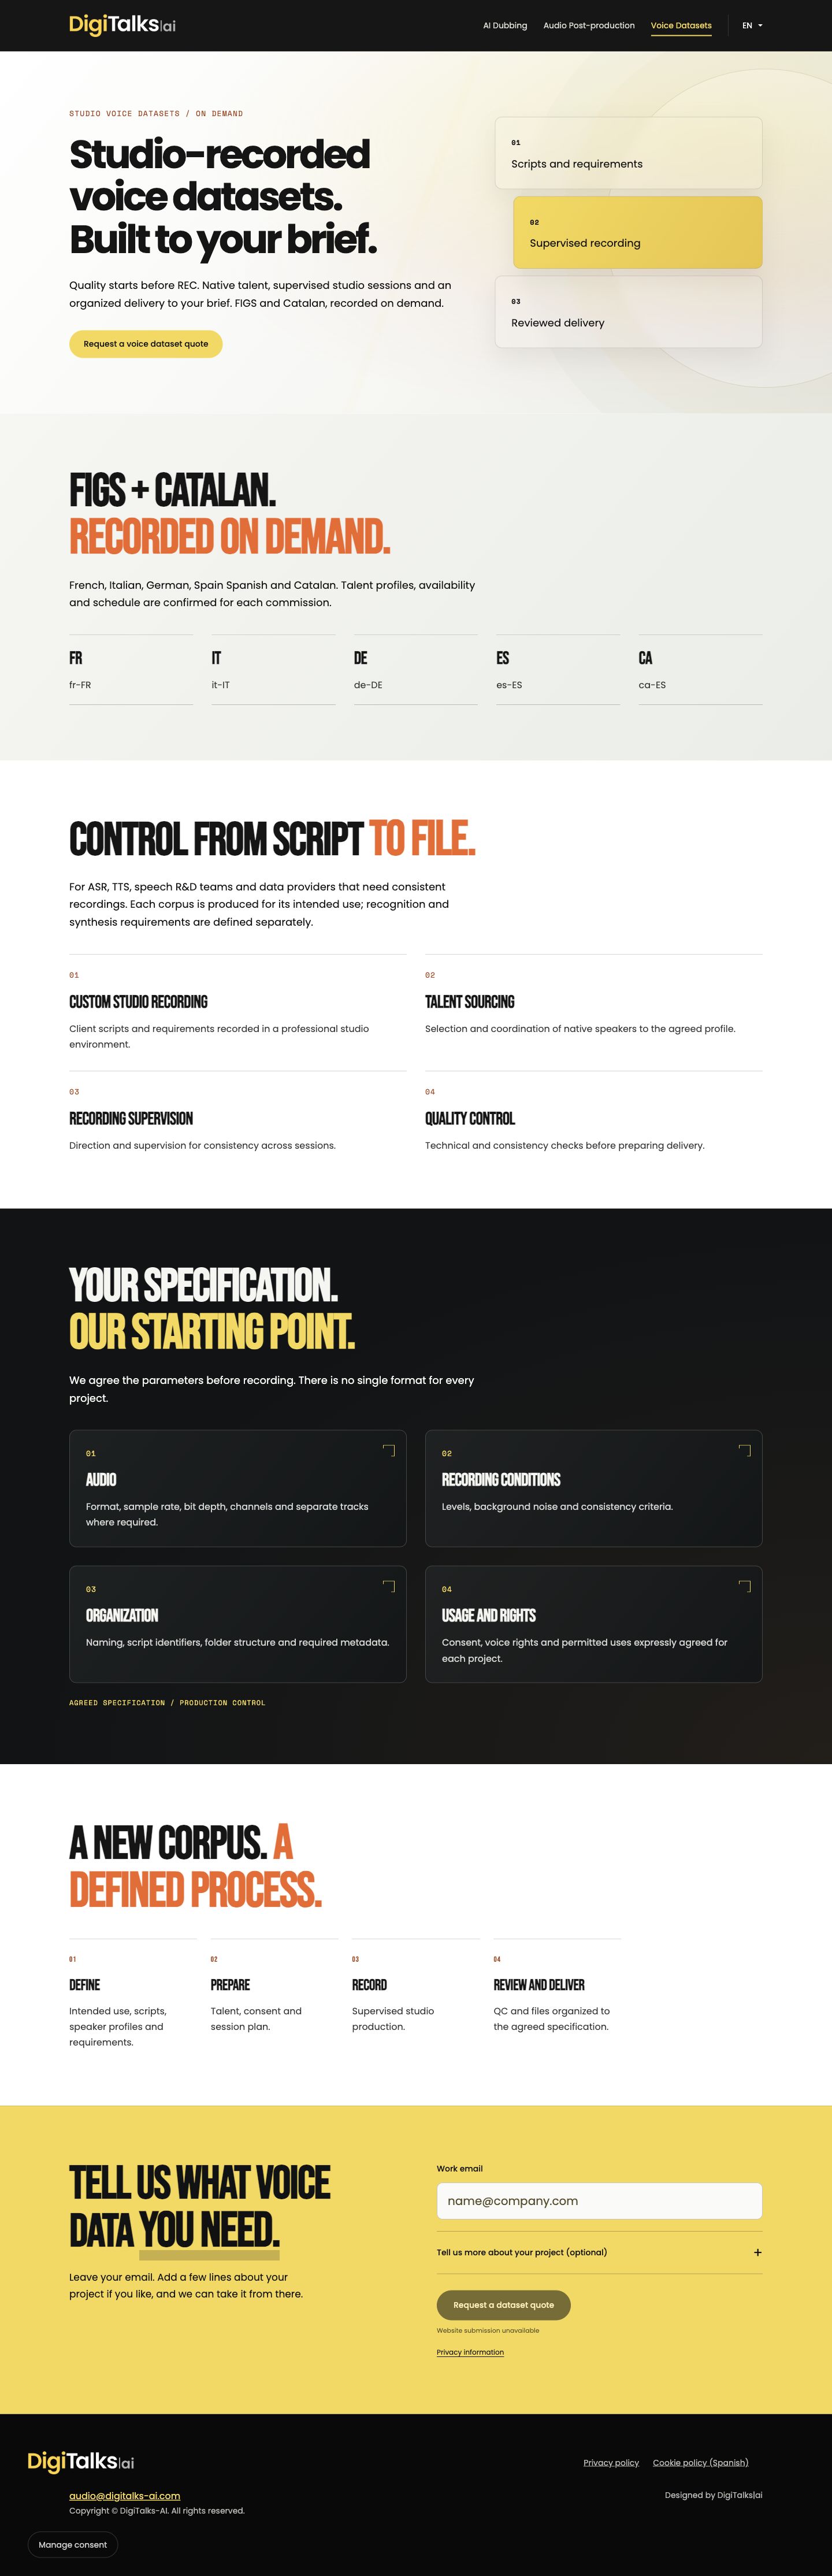 DigiTalks|ai
AI Dubbing
Audio Post-production
Voice Datasets
EN
STUDIO VOICE DATASETS / ON DEMAND
Studio-recorded
voice datasets.
Built to your brief.
Quality starts before REC. Native talent, supervised studio sessions and an
organized delivery to your brief. FIGS and Catalan, recorded on demand.
Request a voice dataset quote
01
Scripts and requirements
02
Supervised recording
03
Reviewed delivery
FIGS + CATALAN.
RECORDED ON DEMAND.
French, Italian, German, Spain Spanish and Catalan. Talent profiles, availability
and schedule are confirmed for each commission.
FR
fr-FR
IT
it-IT
DE
de-DE
ES
es-ES
CA
ca-ES
CONTROL FROM SCRIPT TO FILE.
For ASR, TTS, speech R&D teams and data providers that need consistent
recordings. Each corpus is produced for its intended use; recognition and
synthesis requirements are defined separately.
01
CUSTOM STUDIO RECORDING
Client scripts and requirements recorded in a professional studio
environment.
02
TALENT SOURCING
Selection and coordination of native speakers to the agreed profile.
03
RECORDING SUPERVISION
Direction and supervision for consistency across sessions.
04
QUALITY CONTROL
Technical and consistency checks before preparing delivery.
YOUR SPECIFICATION.
OUR STARTING POINT.
We agree the parameters before recording. There is no single format for every
project.
01
AUDIO
Format, sample rate, bit depth, channels and separate tracks
where required.
02
RECORDING CONDITIONS
Levels, background noise and consistency criteria.
03
ORGANIZATION
Naming, script identifiers, folder structure and required metadata.
04
USAGE AND RIGHTS
Consent, voice rights and permitted uses expressly agreed for
each project.
AGREED SPECIFICATION / PRODUCTION CONTROL
A NEW CORPUS. A
DEFINED PROCESS.
01
DEFINE
Intended use, scripts,
speaker profiles and
requirements.
02
PREPARE
Talent, consent and
session plan.
03
RECORD
Supervised studio
production.
04
REVIEW AND DELIVER
QC and files organized to
the agreed specification.
TELL US WHAT VOICE
DATA YOU NEED.
Leave your email. Add a few lines about your
project if you like, and we can take it from there.
Work email
name@company.com
Tell us more about your project (optional)
+
Request a dataset quote
Website submission unavailable
Privacy information
DigiTalks|ai
Privacy policy
Cookie policy (Spanish)
audio@digitalks-ai.com
Copyright © DigiTalks-AI. All rights reserved.
Designed by DigiTalks|ai
Manage consent